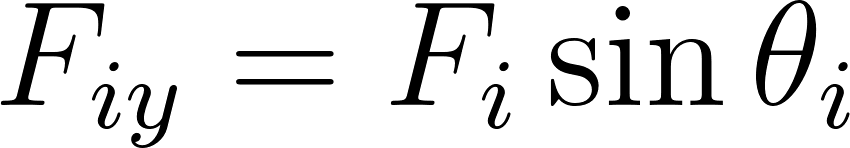 F_{iy} = F_i \sin \theta_i